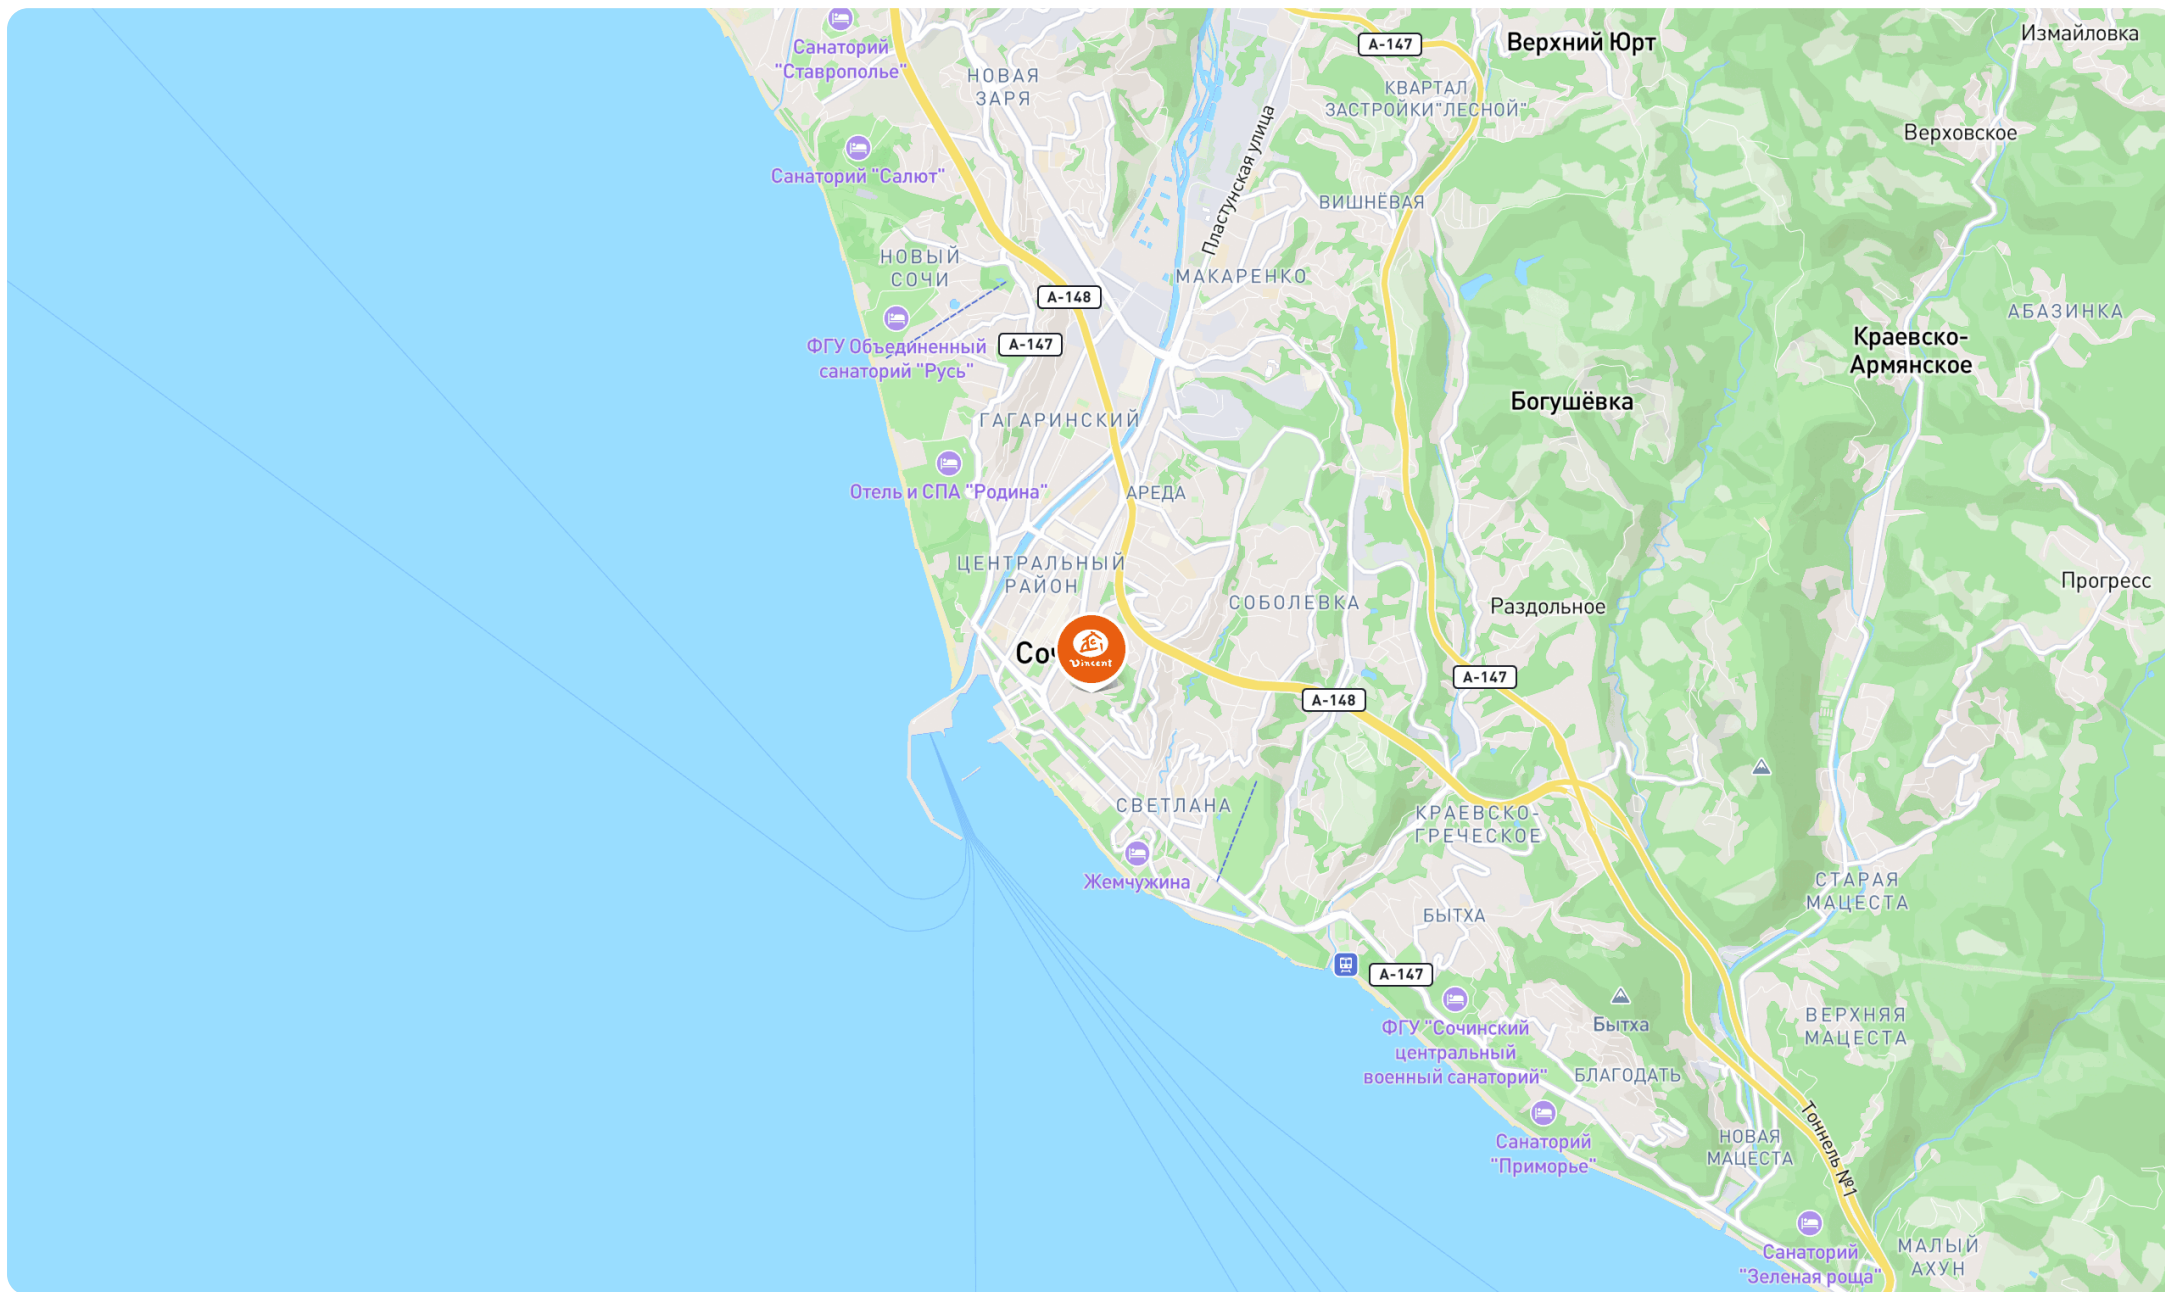 Санаторий
"Ставрополье"
НОВАЯ
ЗАРЯ
А-147
Верхний Юрт
Измайловка
КВАРТАЛ
ЗАСТРОЙКИ"ЛЕСНОЙ"
Верховское
Санаторий "Салют"
Пластунская улица
ВИШНЁВАЯ
НОВЫЙ
СОЧИ
МАКАРЕНКО
А-148
АБАЗИНКА
ФГУ Объединенный
санаторий "Русь"
А-147
Краевско-
Армянское
Богушёвка
ГАГАРИНСКИЙ
Отель и СПА "Родина"
АРЕДА
ЦЕНТРАЛЬНЫЙ
РАЙОН
Прогресс
СОБОЛЕВКА
Раздольное
Соч
Vincent
А-147
А-148
СВЕТЛАНА
КРАЕВСКО-
ГРЕЧЕСКОЕ
Жемчужина
СТАРАЯ
МАЦЕСТА
БЫТХА
А-147
ФГУ "Сочинский
центральный
военный санаторий"
Бытха
ВЕРХНЯЯ
МАЦЕСТА
БЛАГОДАТЬ
Санаторий
"Приморье"
НОВАЯ
МАЦЕСТА
Тоннель №1
Санаторий
"Зеленая роща"
МАЛЫЙ
АХУН